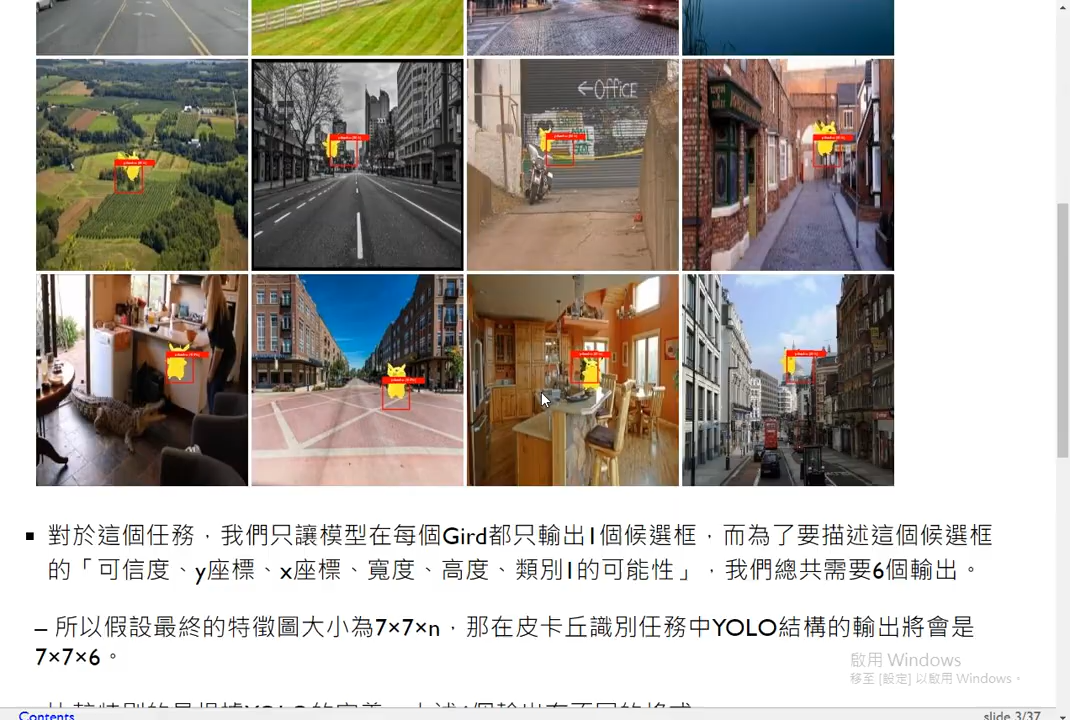 ←OFFICE
▪ 對於這個任務，我們只讓模型在每個Gird都只輸出1個候選框，而為了要描述這個候選框
的「可信度、y座標、x座標、寬度、高度、類別1的可能性」，我們總共需要6個輸出。
– 所以假設最終的特徵圖大小為7×7×n，那在皮卡丘識別任務中YOLO結構的輸出將會是
7×7×6。
啟用 Windows
移至 [設定] 以啟用 Windows。
Contents
slide 3/37